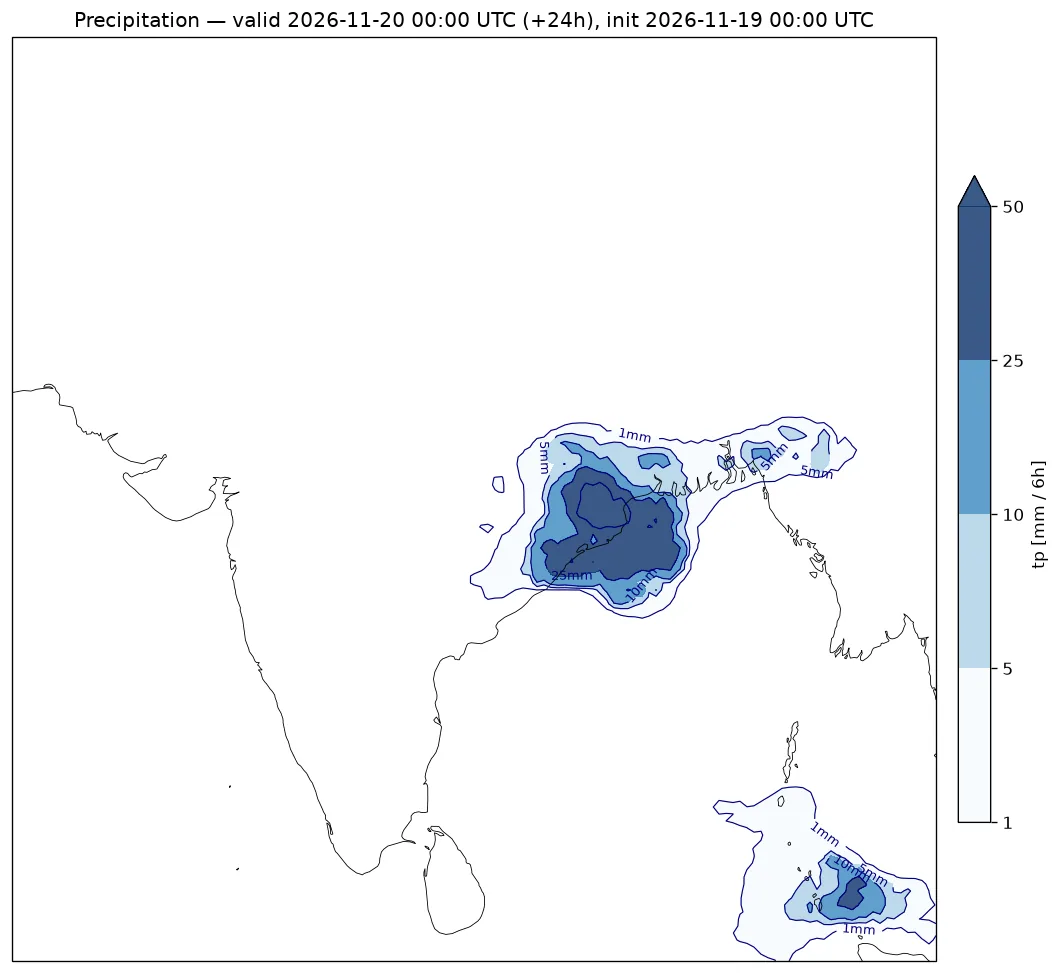 Precipitation — valid 2026-11-20 00:00 UTC (+24h), init 2026-11-19 00:00 UTC
1mm
5mm
5mm
5mm
25mm
10mm
1mm
10mm
5mm
1mm
50
25
10
5
1
tp [mm / 6h]